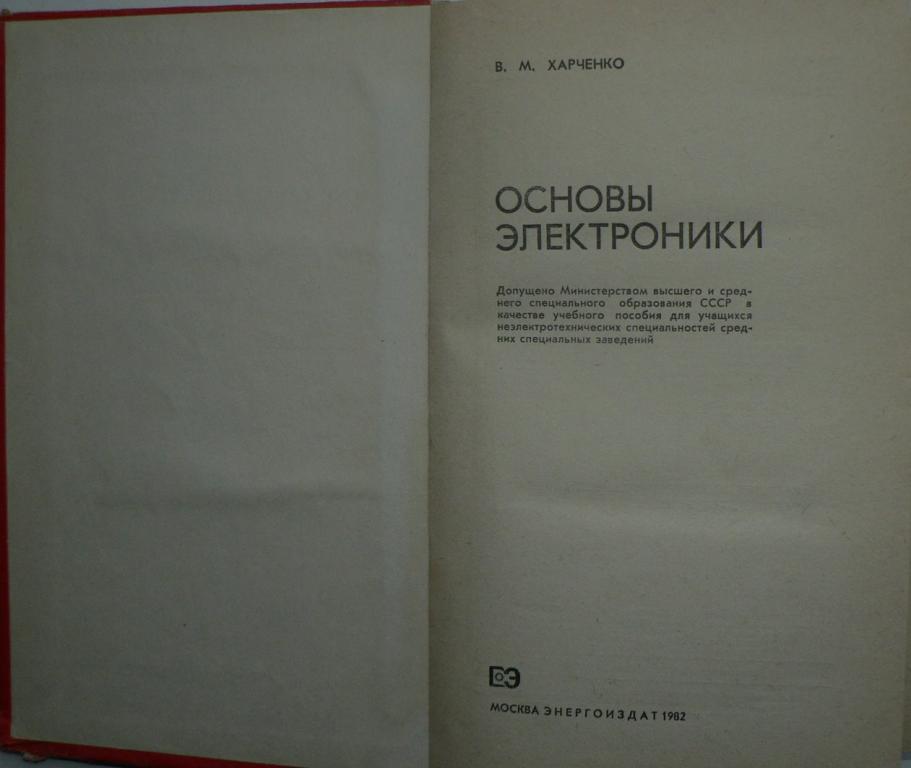 В. М. ХАРЧЕНКО
ОСНОВЫ
ЭЛЕКТРОНИКИ
Допущено Министерством высшего и сред-
него специального образования СССР в
качестве учебного пособия для учащихся
неэлектротехнических специальностей сред-
них специальных заведений
МОСКВА ЭНЕРГОИЗДАТ 1982